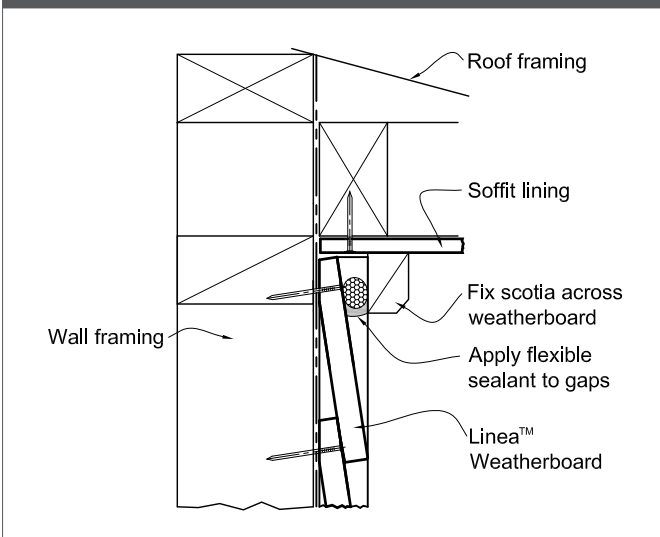 Roof framing
Soffit lining
Fix scotia across
weatherboard
Wall framing
Apply flexible
sealant to gaps
Linea™
Weatherboard